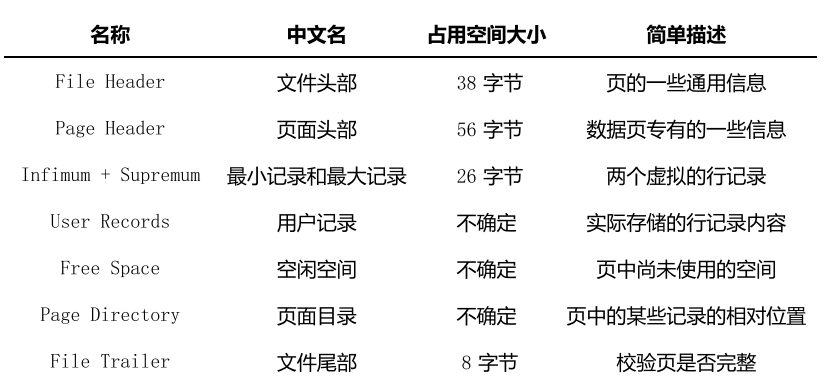 名称 中文名 占用空间大小 简单描述
File Header 文件头部 38 字节 页的一些通用信息
Page Header 页面头部 56 字节 数据页专有的一些信息
Infimum + Supremum 最小记录和最大记录 26 字节 两个虚拟的行记录
User Records 用户记录 不确定 实际存储的行记录内容
Free Space 空闲空间 不确定 页中尚未使用的空间
Page Directory 页面目录 不确定 页中的某些记录的相对位置
File Trailer 文件尾部 8 字节 校验页是否完整